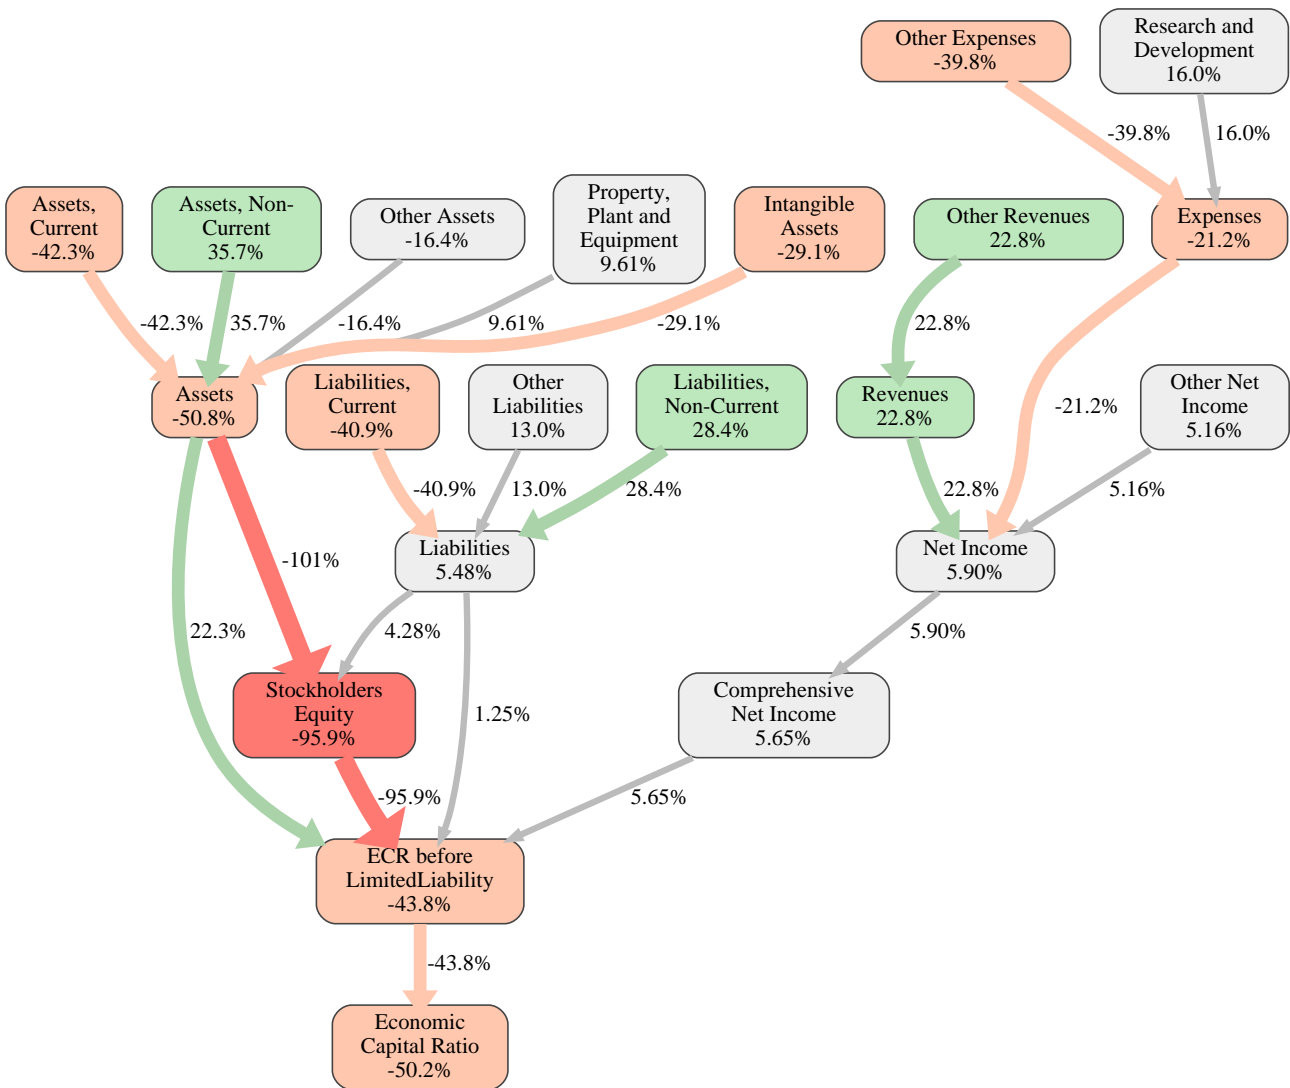 Other Expenses
-39.8%
Research and
Development
16.0%
-39.8%
16.0%
Assets,
Current
-42.3%
Assets, Non-
Current
35.7%
Other Assets
-16.4%
Property,
Plant and
Equipment
9.61%
Intangible
Assets
-29.1%
Other Revenues
22.8%
Expenses
-21.2%
-42.3%
35.7%
-16.4%
9.61%
-29.1%
22.8%
Assets
-50.8%
Liabilities,
Current
-40.9%
Other
Liabilities
13.0%
Liabilities,
Non-Current
28.4%
Revenues
22.8%
-21.2%
Other Net
Income
5.16%
-40.9%
13.0%
28.4%
22.8%
5.16%
-101%
Liabilities
5.48%
Net Income
5.90%
22.3%
4.28%
5.90%
Stockholders
Equity
-95.9%
1.25%
Comprehensive
Net Income
5.65%
-95.9%
5.65%
ECR before
LimitedLiability
-43.8%
-43.8%
Economic
Capital Ratio
-50.2%